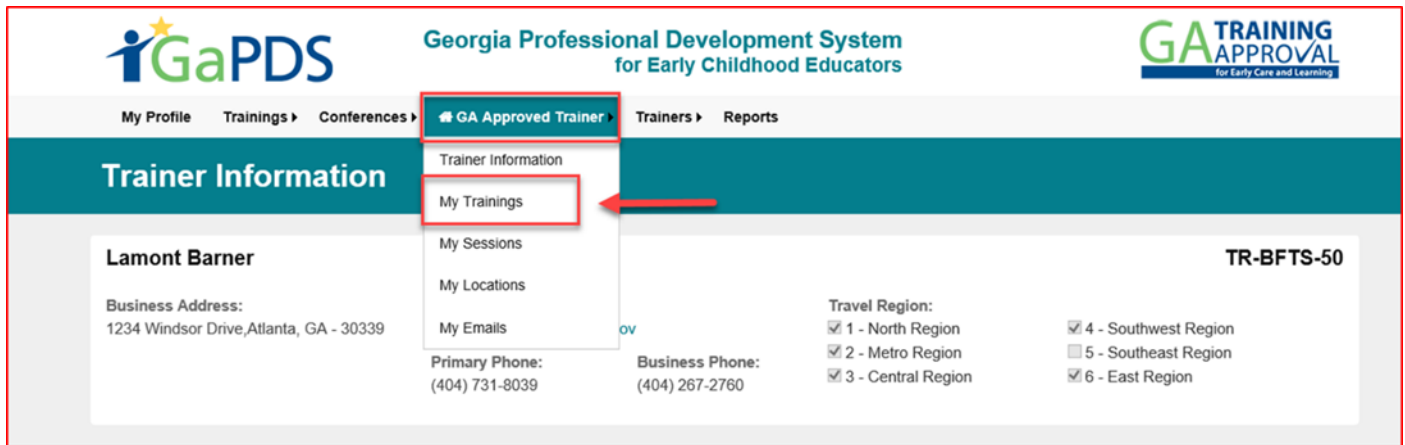 GaPDS
Georgia Professional Development System
for Early Childhood Educators
GA TRAINING
APPROVAL
for Early Care and Learning
My Profile Trainings Conferences GA Approved Trainer Trainers Reports
Trainer Information
Trainer Information
My Trainings
My Sessions
My Locations
My Emails
Lamont Barner
TR-BFTS-50
Business Address:
1234 Windsor Drive,Atlanta, GA - 30339
ov
Primary Phone:
(404) 731-8039
Business Phone:
(404) 267-2760
Travel Region:
1 - North Region
2 - Metro Region
3 - Central Region
4 - Southwest Region
5 - Southeast Region
6 - East Region